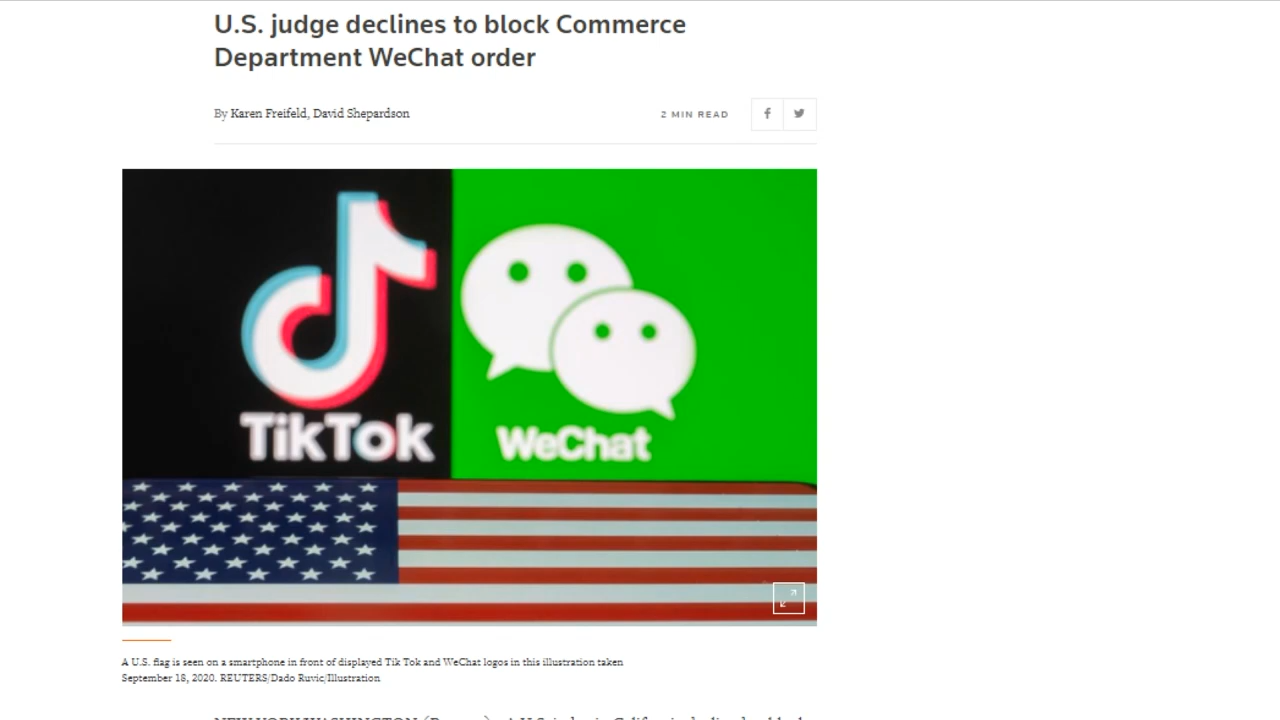 U.S. judge declines to block Commerce
Department WeChat order
By Karen Freifeld, David Shepardson
2 MIN READ
TikTok
WeChat
A U.S. flag is seen on a smartphone in front of displayed Tik Tok and WeChat logos in this illustration taken
September 18, 2020. REUTERS/Dado Ruvic/Illustration